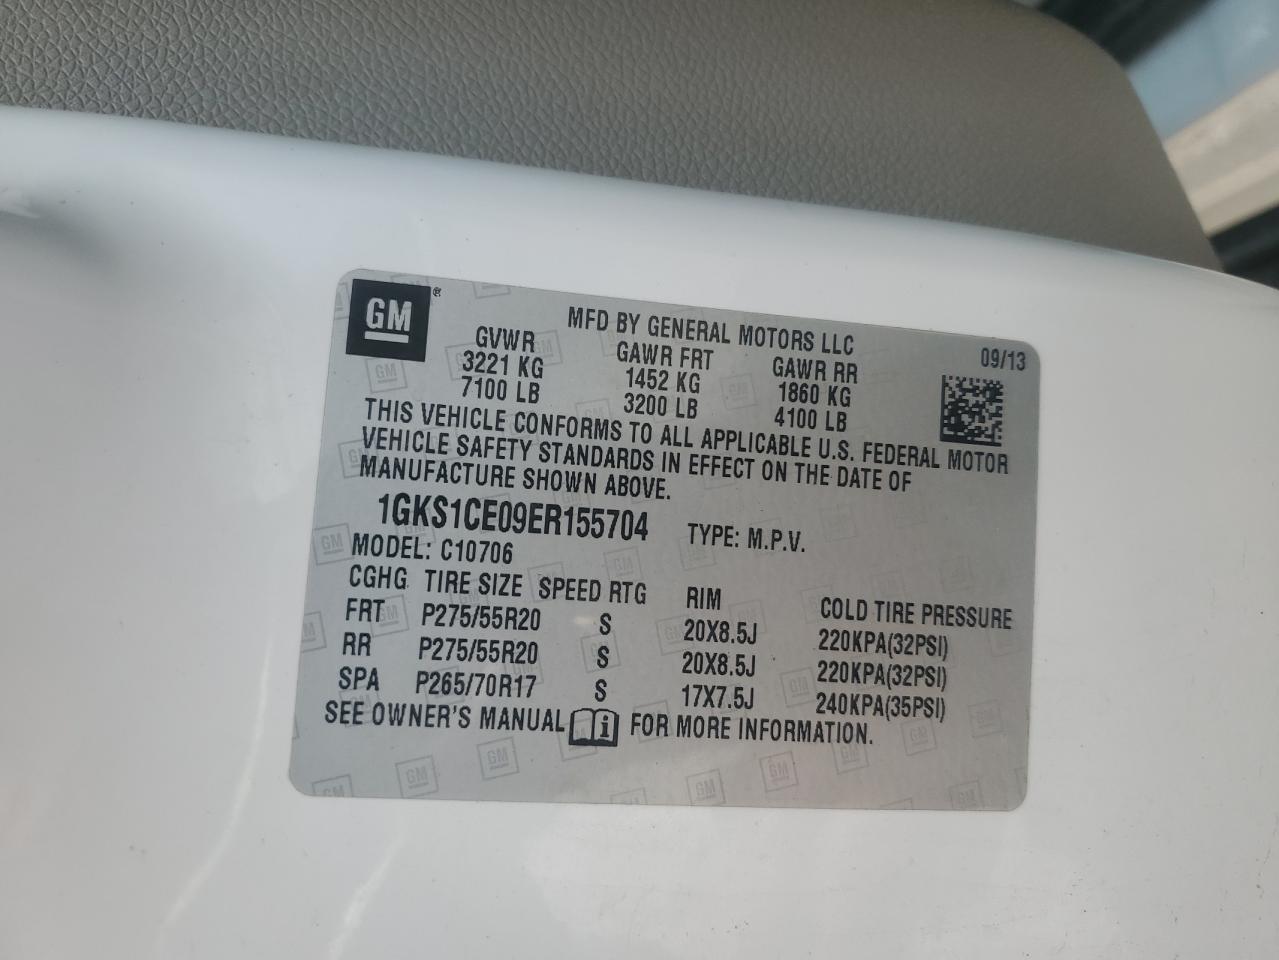 GM ®
MFD BY GENERAL MOTORS LLC
09/13
GVWR GAWR FRT GAWR RR
3221 KG 1452 KG 1860 KG
7100 LB 3200 LB 4100 LB
THIS VEHICLE CONFORMS TO ALL APPLICABLE U.S. FEDERAL MOTOR
VEHICLE SAFETY STANDARDS IN EFFECT ON THE DATE OF
MANUFACTURE SHOWN ABOVE.
1GKS1CE09ER155704 TYPE: M.P.V.
MODEL: C10706
CGHG TIRE SIZE SPEED RTG RIM COLD TIRE PRESSURE
FRT P275/55R20 S 20X8.5J 220KPA(32PSI)
RR P275/55R20 S 20X8.5J 220KPA(32PSI)
SPA P265/70R17 S 17X7.5J 240KPA(35PSI)
SEE OWNER'S MANUAL i FOR MORE INFORMATION.